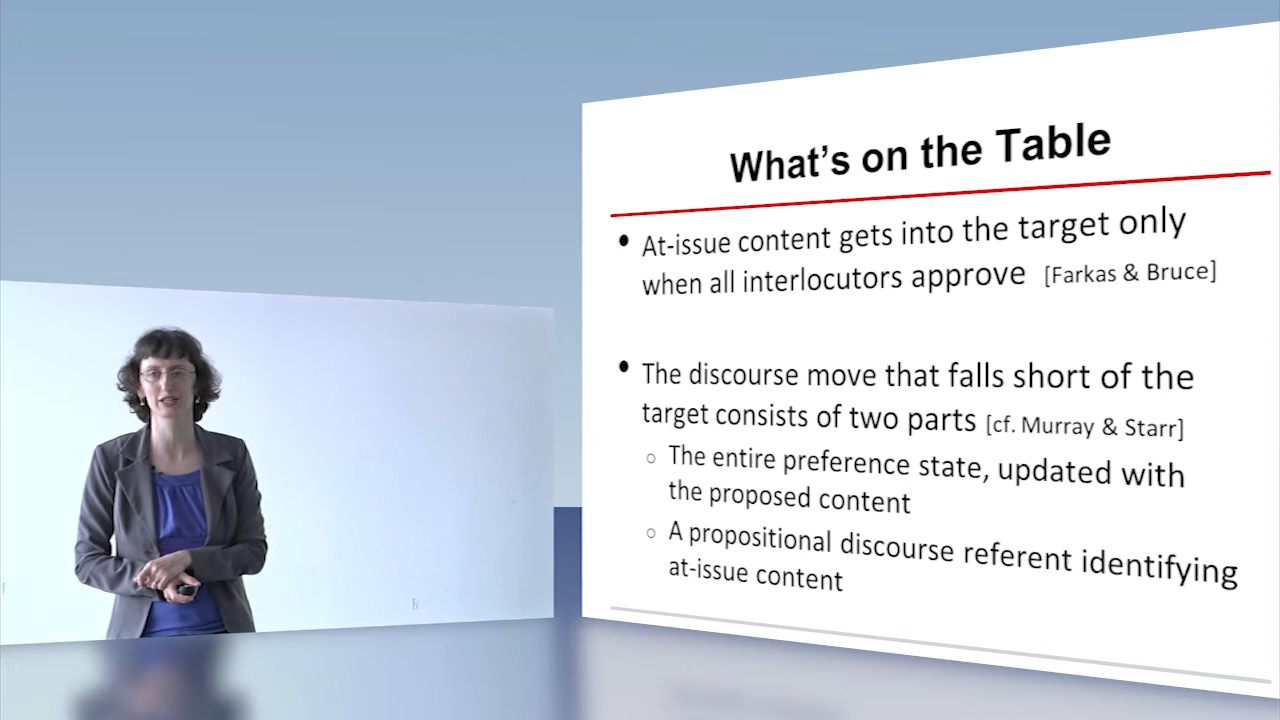 What's on the Table
• At-issue content gets into the target only
when all interlocutors approve [Farkas & Bruce]
• The discourse move that falls short of the
target consists of two parts [cf. Murray & Starr]
○ The entire preference state, updated with
the proposed content
○ A propositional discourse referent identifying
at-issue content